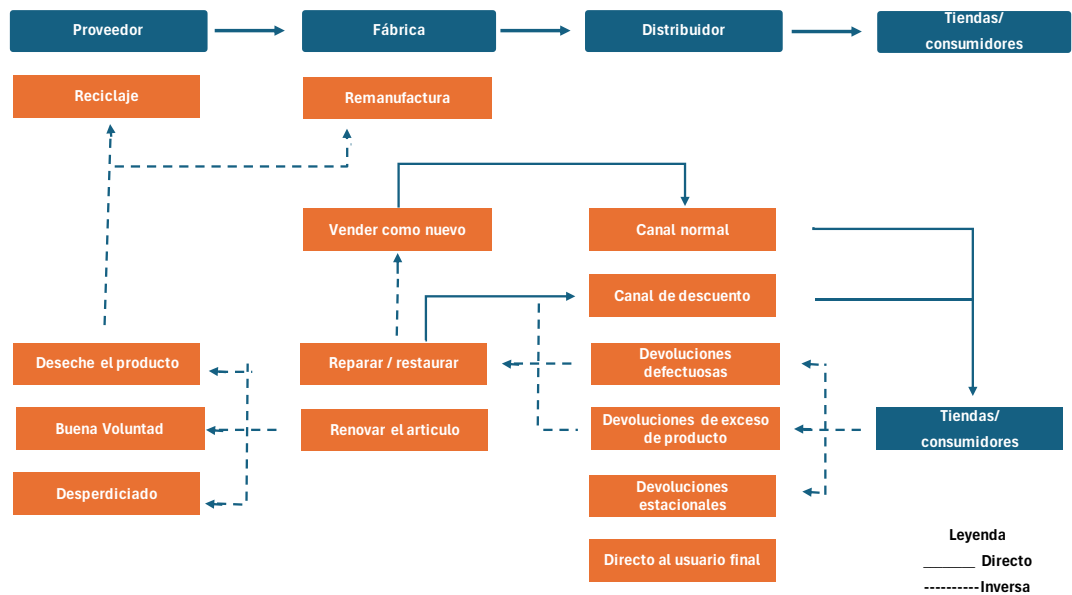 Proveedor
Fábrica
Distribuidor
Tiendas/
consumidores
Reciclaje
Remanufactura
Vender como nuevo
Canal normal
Canal de descuento
Deseche el producto
Reparar / restaurar
Devoluciones
defectuosas
Buena Voluntad
Renovar el articulo
Devoluciones de exceso
de producto
Tiendas/
consumidores
Desperdiciado
Devoluciones
estacionales
Directo al usuario final
Leyenda
_______ Directo
----------Inversa